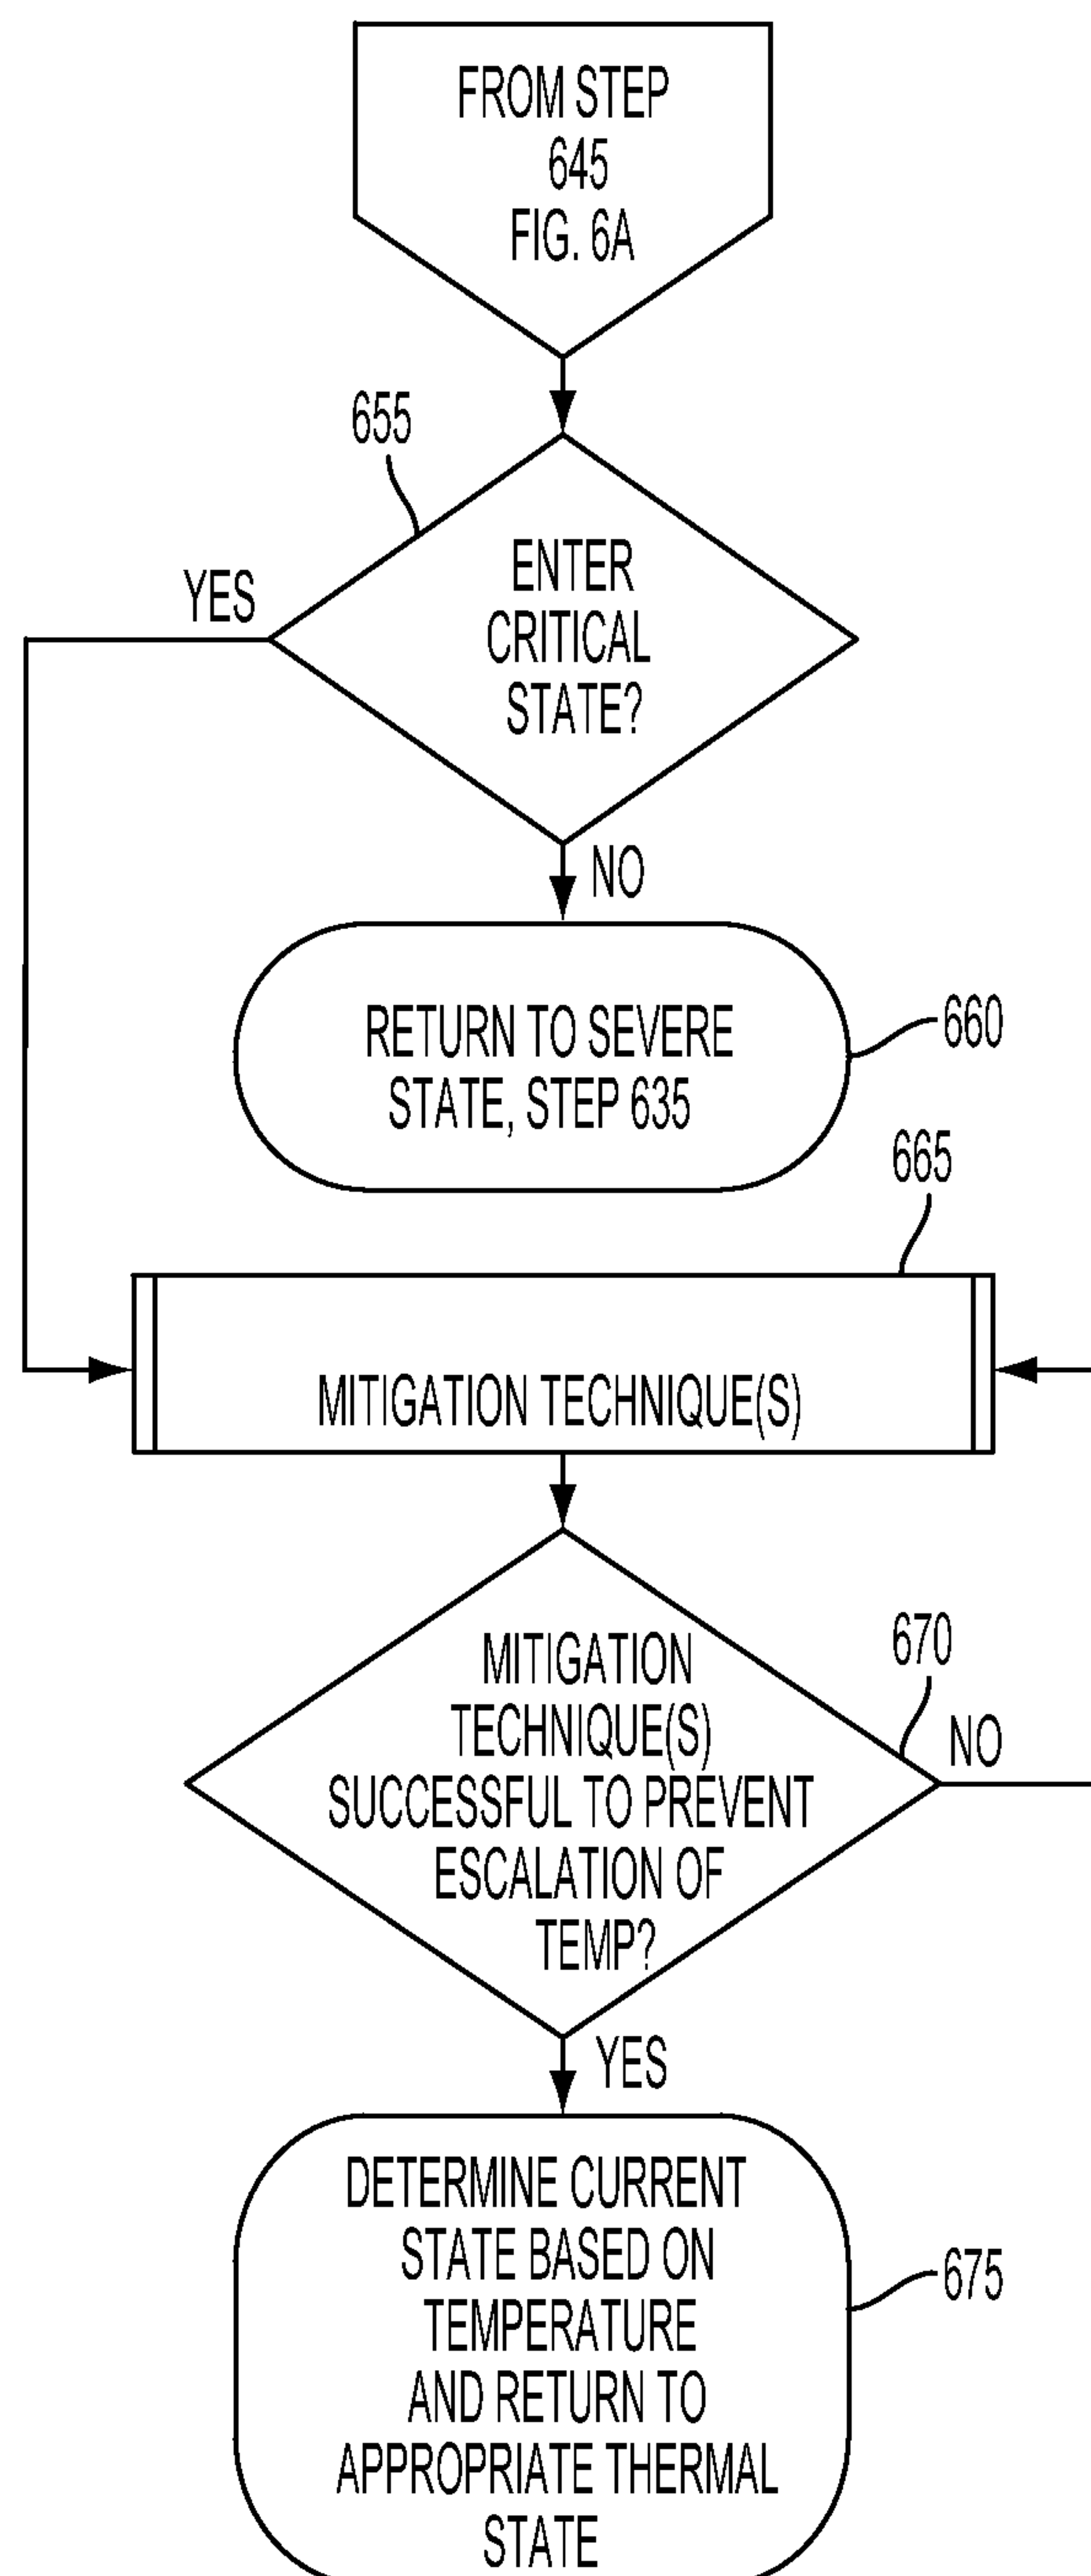 FROM STEP
645
FIG. 6A
655
YES
ENTER
CRITICAL
STATE?
NO
RETURN TO SEVERE
STATE, STEP 635
660
665
MITIGATION TECHNIQUE(S)
670
NO
MITIGATION
TECHNIQUE(S)
SUCCESSFUL TO PREVENT
ESCALATION OF
TEMP?
YES
DETERMINE CURRENT
STATE BASED ON
TEMPERATURE
AND RETURN TO
APPROPRIATE THERMAL
STATE
675